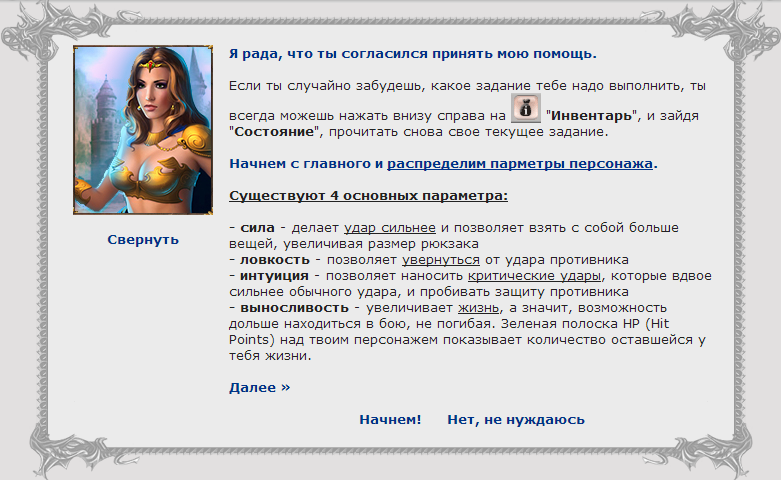 Я рада, что ты согласился принять мою помощь.
Если ты случайно забудешь, какое задание тебе надо выполнить, ты
всегда можешь нажать внизу справа на "Инвентарь", и зайдя
"Состояние", прочитать снова свое текущее задание.
Начнем с главного и распределим парметры персонажа.
Существуют 4 основных параметра:
- сила - делает удар сильнее и позволяет взять с собой больше
вещей, увеличивая размер рюкзака
- ловкость - позволяет увернуться от удара противника
- интуиция - позволяет наносить критические удары, которые вдвое
сильнее обычного удара, и пробивать защиту противника
- выносливость - увеличивает жизнь, а значит, возможность
дольше находиться в бою, не погибая. Зеленая полоска HP (Hit
Points) над твоим персонажем показывает количество оставшейся у
тебя жизни.
Далее »
Свернуть
Начнем! Нет, не нуждаюсь